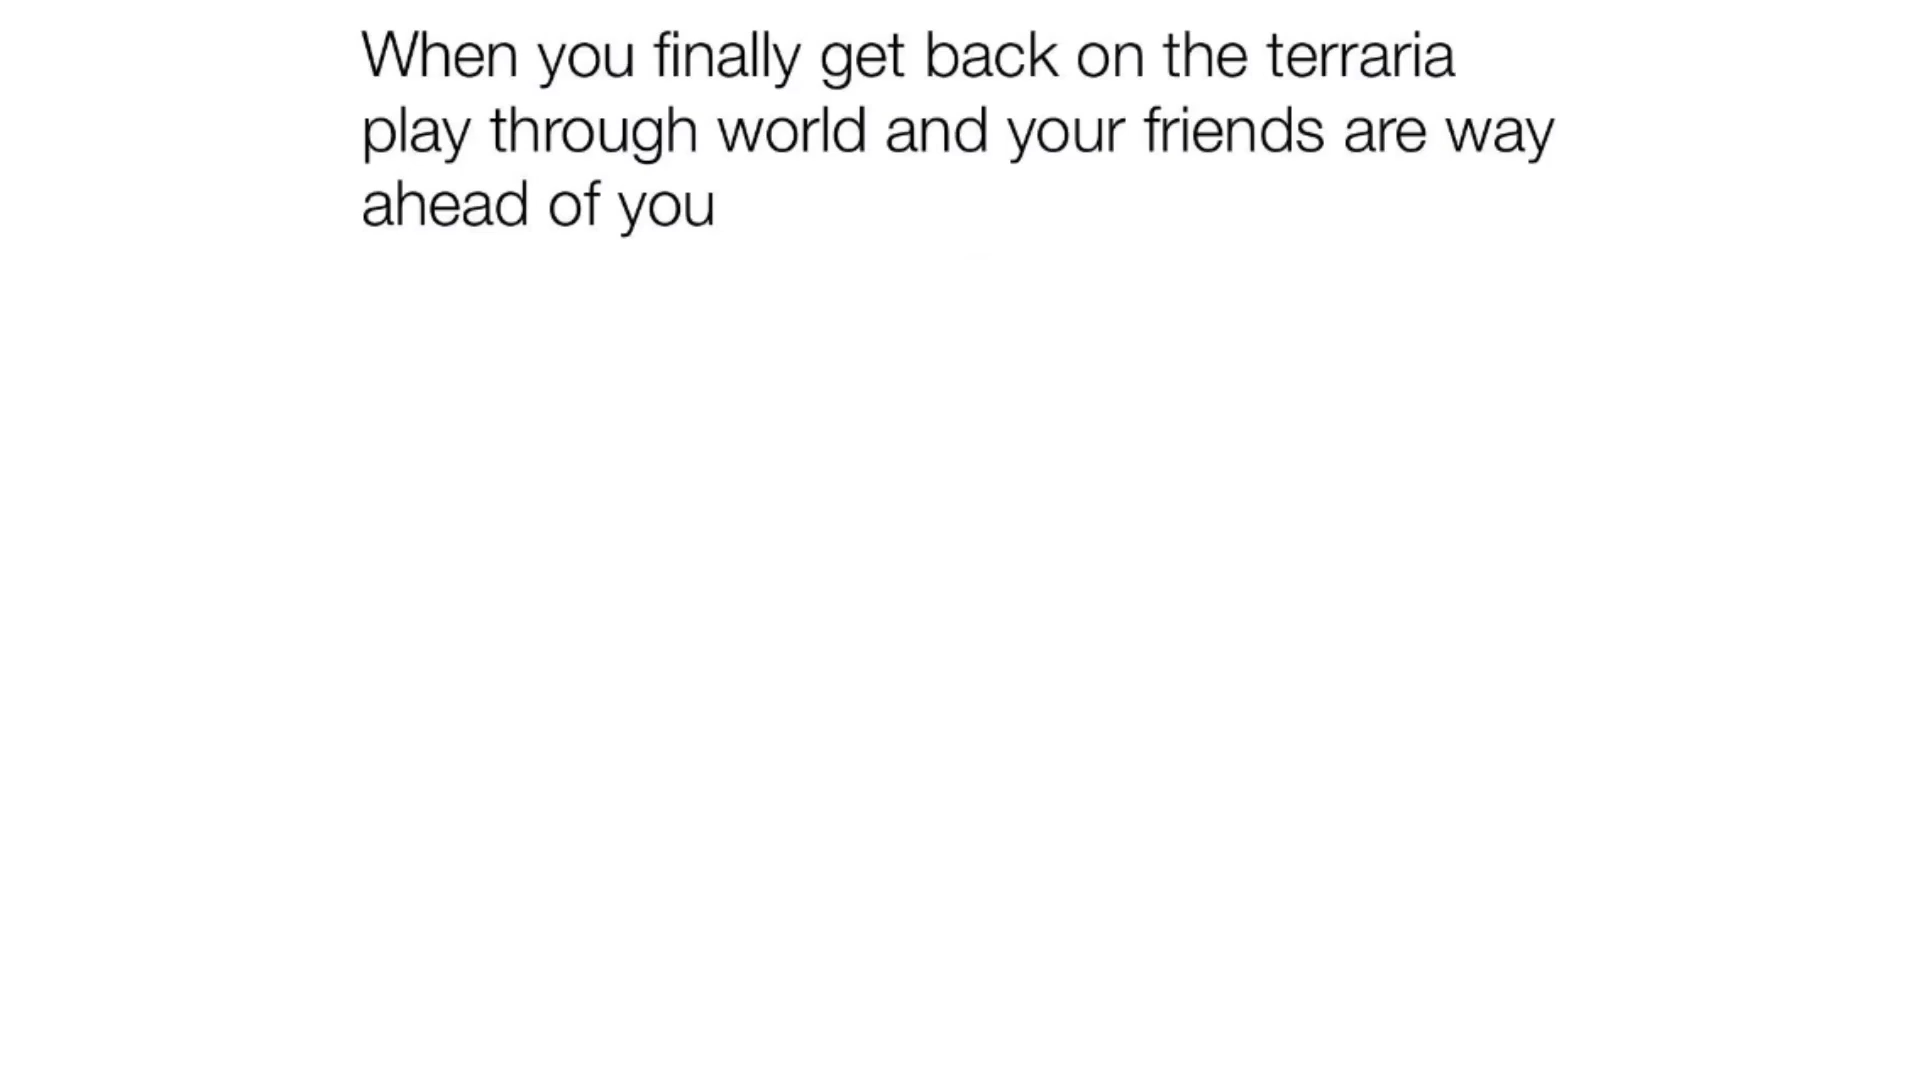 When you finally get back on the terraria
play through world and your friends are way
ahead of you